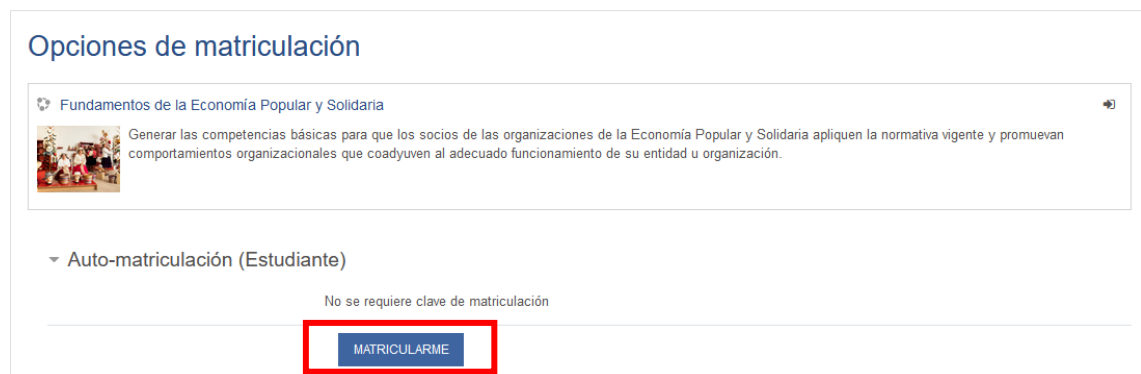 Opciones de matriculación
Fundamentos de la Economía Popular y Solidaria
Generar las competencias básicas para que los socios de las organizaciones de la Economía Popular y Solidaria apliquen la normativa vigente y promuevan
comportamientos organizacionales que coadyuven al adecuado funcionamiento de su entidad u organización.
Auto-matriculación (Estudiante)
No se requiere clave de matriculación
MATRICULARME